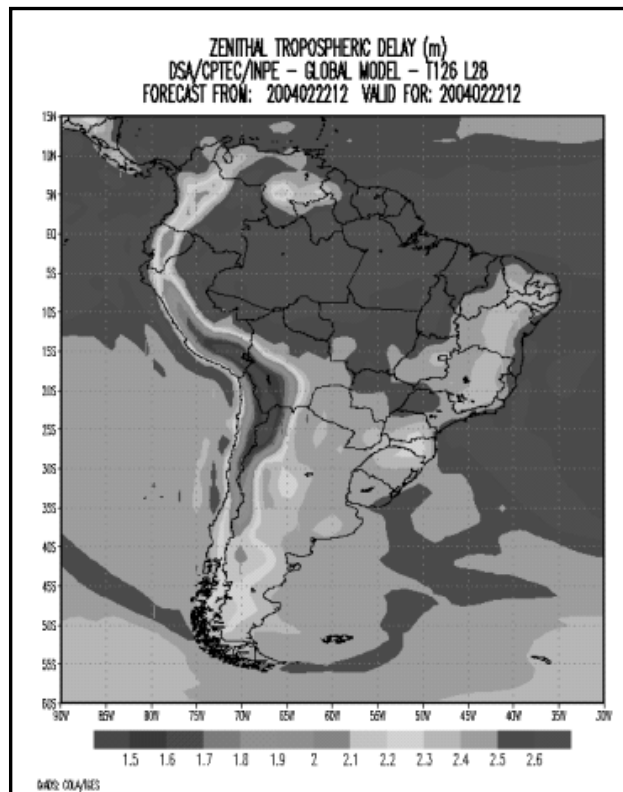 ZENITHAL TROPOSPHERIC DELAY (m)
DSA/CPTEC/INPE - GLOBAL MODEL - T126 L28
FORECAST FROM: 2004022212 VALID FOR: 2004022212
15N
10N
5N
EQ
5S
10S
15S
20S
25S
30S
35S
40S
45S
50S
55S
60S
90W 85W 80W 75W 70W 65W 60W 55W 50W 45W 40W 35W 30W
1.5 1.6 1.7 1.8 1.9 2 2.1 2.2 2.3 2.4 2.5 2.6
GrADS: COLA/IGES